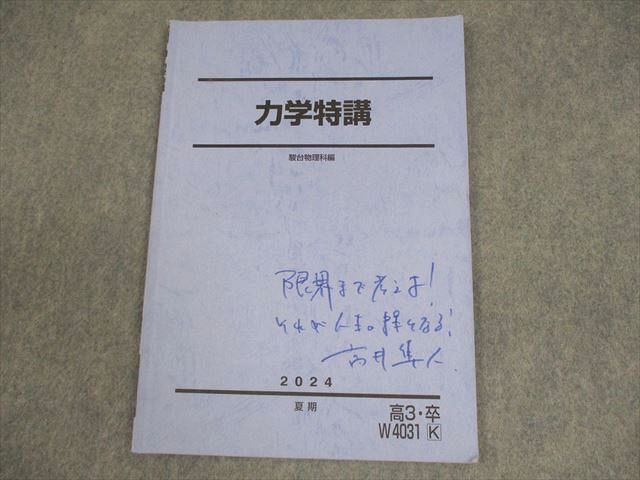 力学特講
駿台物理科編
限界まで考えよ!
それが人生の糧となる!
高井隼人
2024
夏期
高3・卒
W4031 K